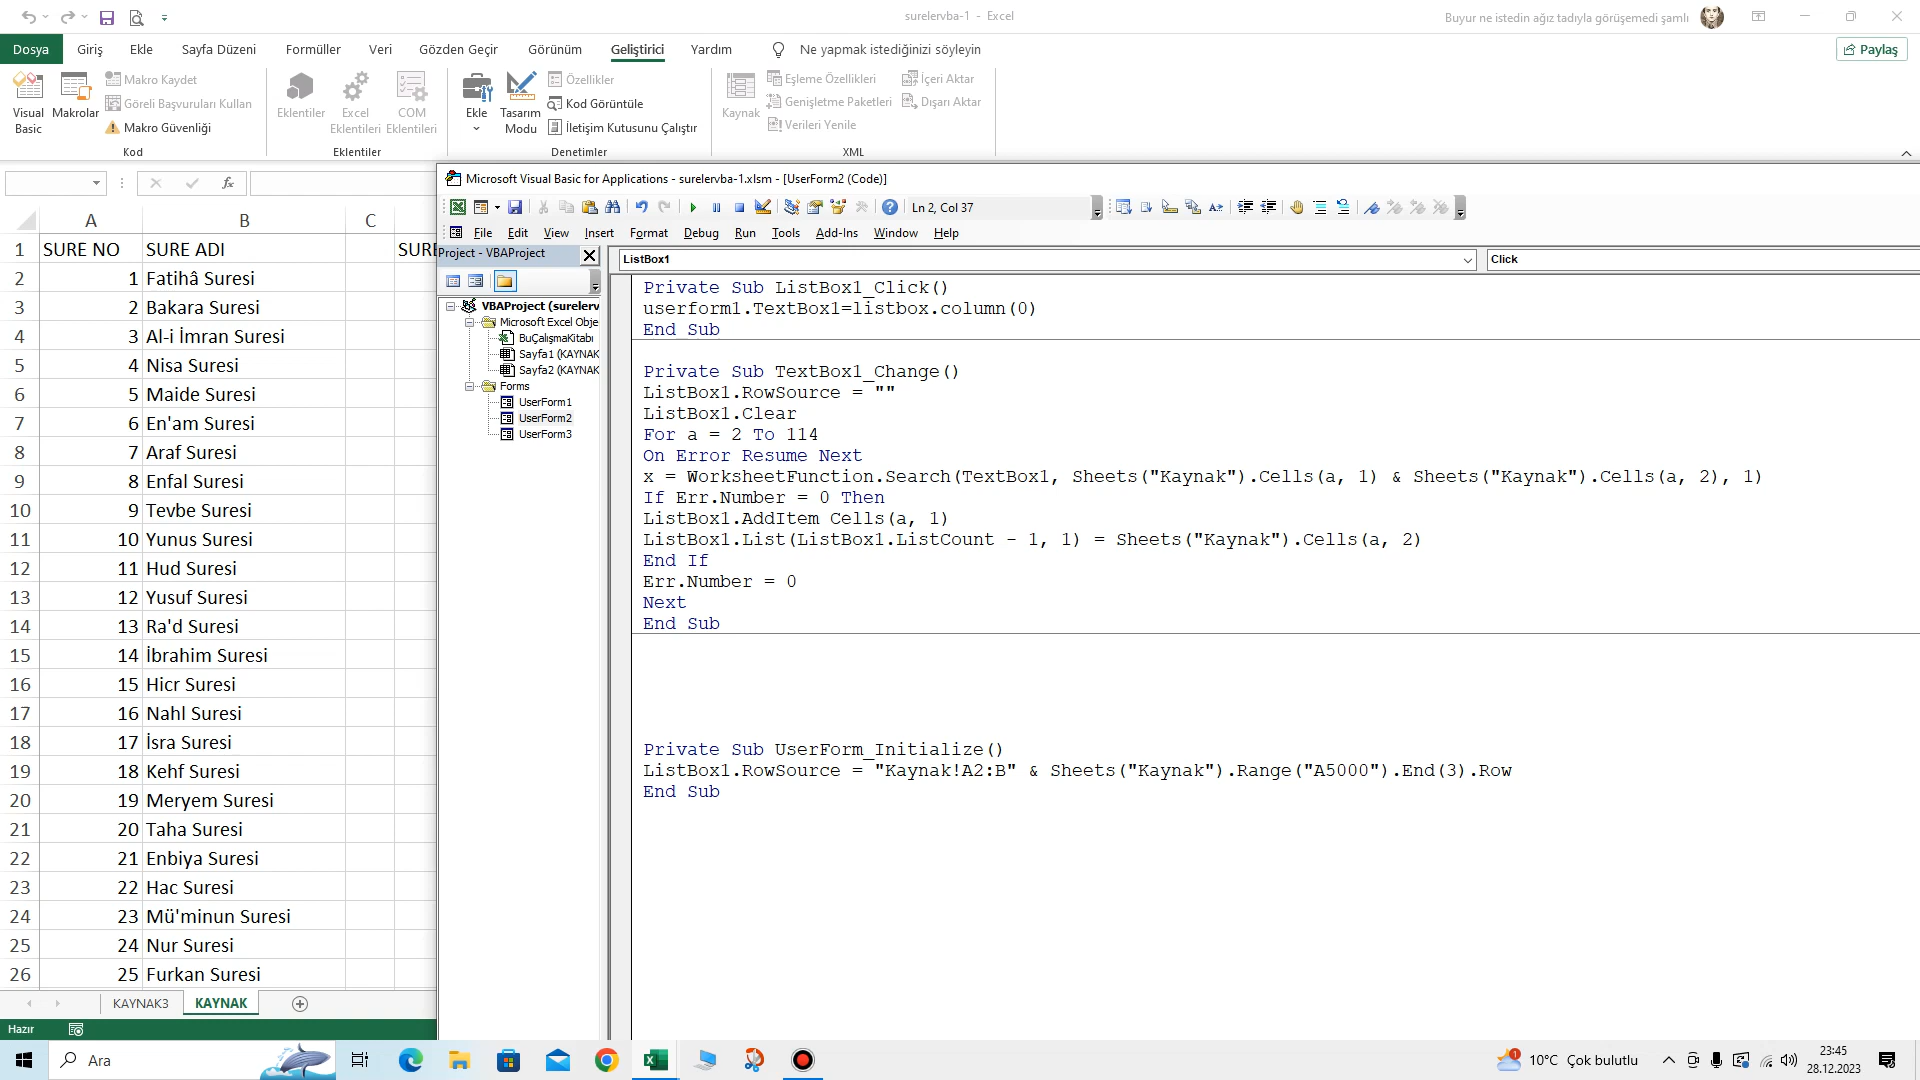 surelervba-1 - Excel
Buyur ne istedin ağız tadıyla görüşemedi şamlı
Dosya Giriş Ekle Sayfa Düzeni Formüller Veri Gözden Geçir Görünüm Geliştirici Yardım Ne yapmak istediğinizi söyleyin Paylaş
Visual Basic
Makrolar
Makro Kaydet
Göreli Başvuruları Kullan
Makro Güvenliği
Kod
Eklentiler
Excel Eklentileri
COM Eklentileri
Eklentiler
Ekle
Tasarım Modu
Özellikler
Kod Görüntüle
İletişim Kutusunu Çalıştır
Denetimler
Kaynak
Eşleme Özellikleri
Genişletme Paketleri
Verileri Yenile
İçeri Aktar
Dışarı Aktar
XML
fx
A B C
1 SURE NO SURE ADI SURE
2 1 Fatihâ Suresi
3 2 Bakara Suresi
4 3 Al-i İmran Suresi
5 4 Nisa Suresi
6 5 Maide Suresi
7 6 En'am Suresi
8 7 Araf Suresi
9 8 Enfal Suresi
10 9 Tevbe Suresi
11 10 Yunus Suresi
12 11 Hud Suresi
13 12 Yusuf Suresi
14 13 Ra'd Suresi
15 14 İbrahim Suresi
16 15 Hicr Suresi
17 16 Nahl Suresi
18 17 İsra Suresi
19 18 Kehf Suresi
20 19 Meryem Suresi
21 20 Taha Suresi
22 21 Enbiya Suresi
23 22 Hac Suresi
24 23 Mü'minun Suresi
25 24 Nur Suresi
26 25 Furkan Suresi
KAYNAK3 KAYNAK
Hazır
Microsoft Visual Basic for Applications - surelervba-1.xlsm - [UserForm2 (Code)]
Ln 2, Col 37
File Edit View Insert Format Debug Run Tools Add-Ins Window Help
Project - VBAProject
VBAProject (surelerv
Microsoft Excel Obje
BuÇalışmaKitabı
Sayfa1 (KAYNAK
Sayfa2 (KAYNAK
Forms
UserForm1
UserForm2
UserForm3
ListBox1 Click
Private Sub ListBox1_Click()
userform1.TextBox1=listbox.column(0)
End Sub
Private Sub TextBox1_Change()
ListBox1.RowSource = ""
ListBox1.Clear
For a = 2 To 114
On Error Resume Next
x = WorksheetFunction.Search(TextBox1, Sheets("Kaynak").Cells(a, 1) & Sheets("Kaynak").Cells(a, 2), 1)
If Err.Number = 0 Then
ListBox1.AddItem Cells(a, 1)
ListBox1.List(ListBox1.ListCount - 1, 1) = Sheets("Kaynak").Cells(a, 2)
End If
Err.Number = 0
Next
End Sub
Private Sub UserForm_Initialize()
ListBox1.RowSource = "Kaynak!A2:B" & Sheets("Kaynak").Range("A5000").End(3).Row
End Sub
Ara
1
10°C Çok bulutlu
23:45
28.12.2023